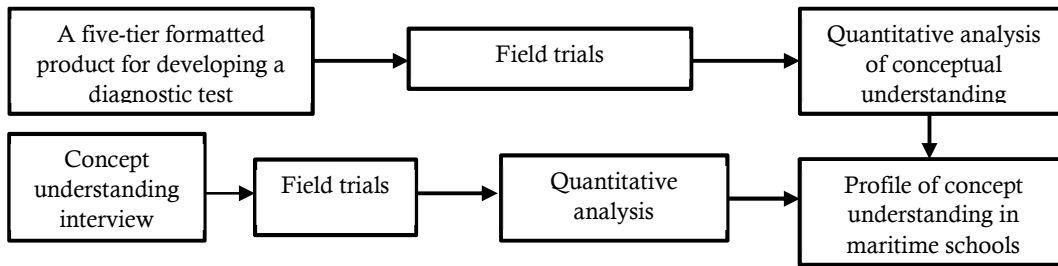 A five-tier formatted
product for developing a
diagnostic test
Field trials
Quantitative analysis
of conceptual
understanding
Concept
understanding
interview
Field trials
Quantitative
analysis
Profile of concept
understanding in
maritime schools